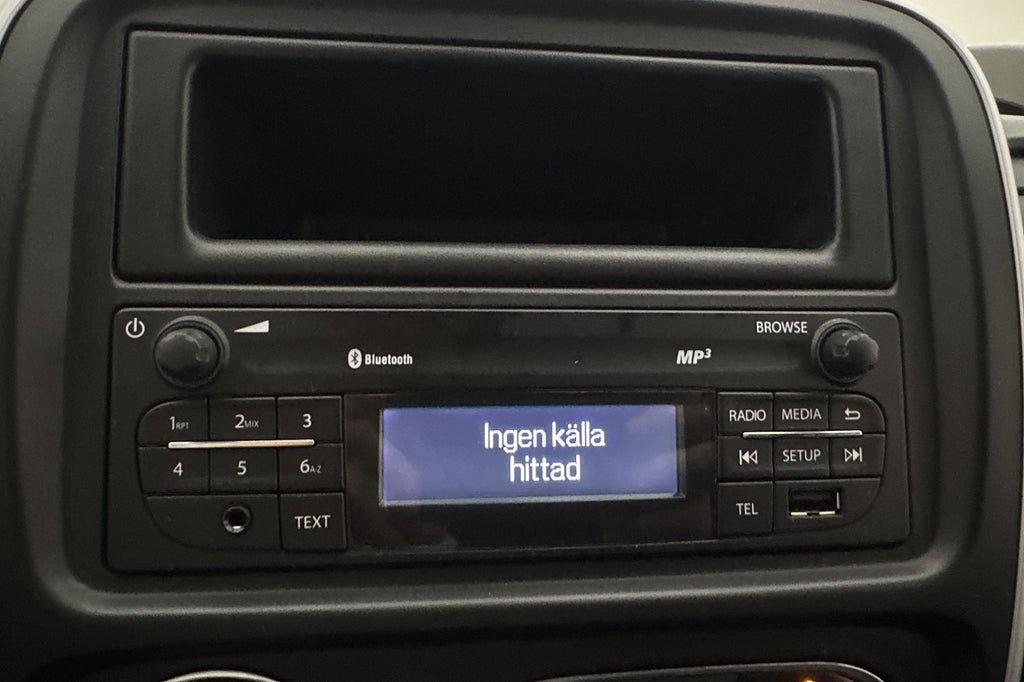 BROWSE
Bluetooth
MP3
1RPT 2MIX 3
4 5 6A-Z
TEXT
Ingen källa
hittad
RADIO MEDIA
SETUP
TEL